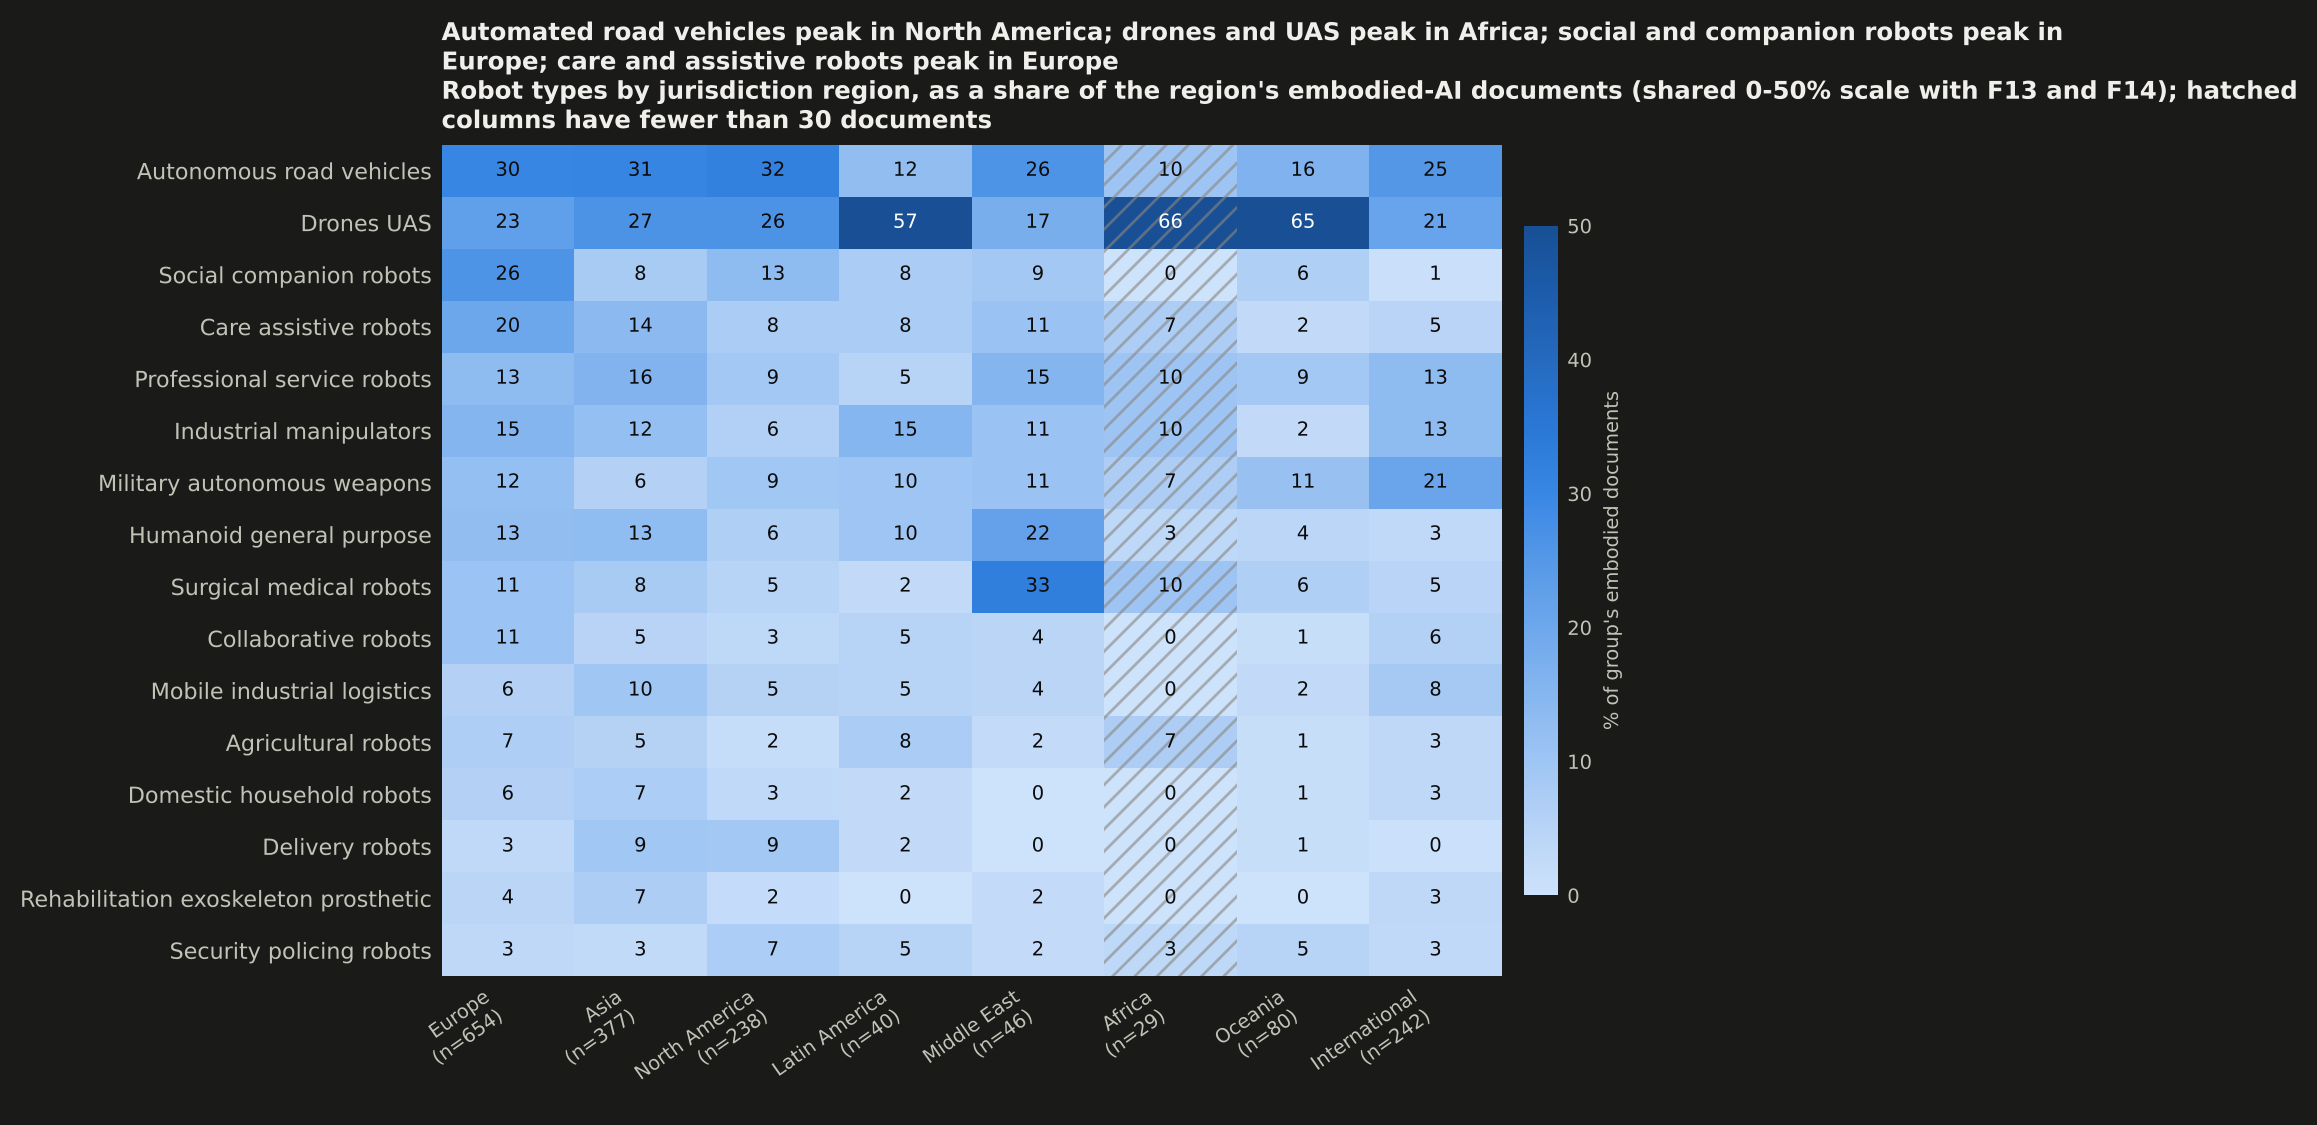 Automated road vehicles peak in North America; drones and UAS peak in Africa; social and companion robots peak in
Europe; care and assistive robots peak in Europe
Robot types by jurisdiction region, as a share of the region's embodied-AI documents (shared 0-50% scale with F13 and F14); hatched
columns have fewer than 30 documents
Autonomous road vehicles 30 31 32 12 26 10 16 25
Drones UAS 23 27 26 57 17 66 65 21
Social companion robots 26 8 13 8 9 0 6 1
Care assistive robots 20 14 8 8 11 7 2 5
Professional service robots 13 16 9 5 15 10 9 13
Industrial manipulators 15 12 6 15 11 10 2 13
Military autonomous weapons 12 6 9 10 11 7 11 21
Humanoid general purpose 13 13 6 10 22 3 4 3
Surgical medical robots 11 8 5 2 33 10 6 5
Collaborative robots 11 5 3 5 4 0 1 6
Mobile industrial logistics 6 10 5 5 4 0 2 8
Agricultural robots 7 5 2 8 2 7 1 3
Domestic household robots 6 7 3 2 0 0 1 3
Delivery robots 3 9 9 2 0 0 1 0
Rehabilitation exoskeleton prosthetic 4 7 2 0 2 0 0 3
Security policing robots 3 3 7 5 2 3 5 3
Europe
(n=654)
Asia
(n=377)
North America
(n=238)
Latin America
(n=40)
Middle East
(n=46)
Africa
(n=29)
Oceania
(n=80)
International
(n=242)
50
40
30
20
10
0
% of group's embodied documents